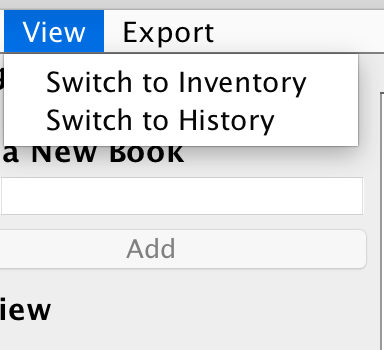 View Export
Switch to Inventory
Switch to History
a New Book
Add
iew